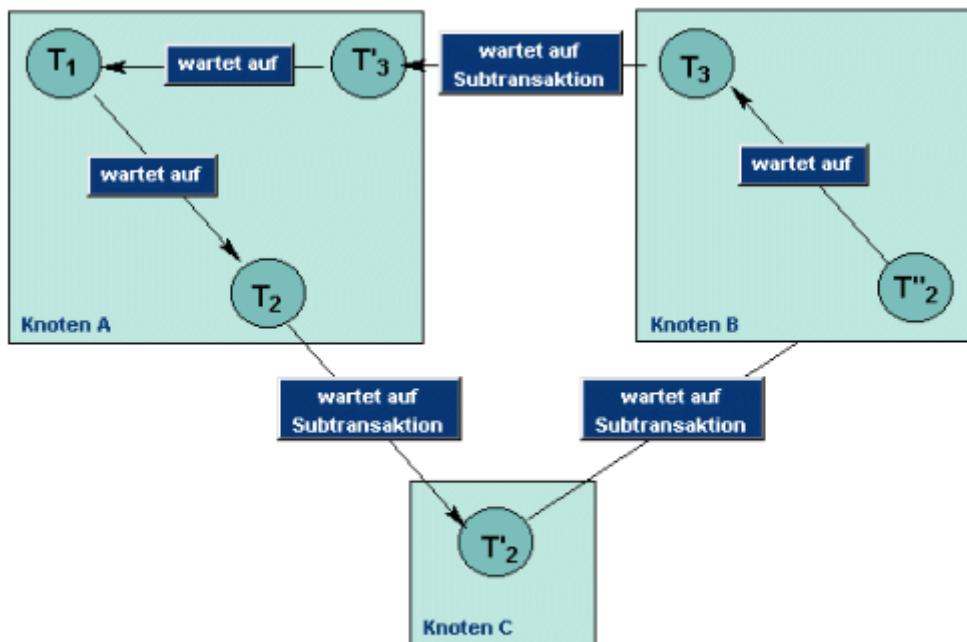 T1
wartet auf
T'3
wartet auf
Subtransaktion
T3
wartet auf
wartet auf
T2
T''2
Knoten A
Knoten B
wartet auf
Subtransaktion
wartet auf
Subtransaktion
T'2
Knoten C